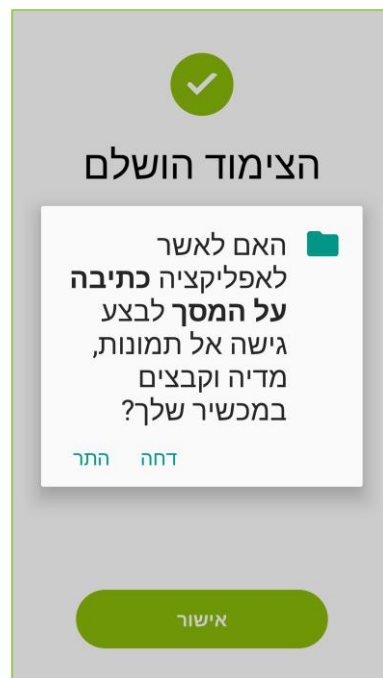 הצימוד הושלם
האם לאשר
לאפליקציה כתיבה
על המסך לבצע
גישה אל תמונות,
מדיה וקבצים
במכשיר שלך?
דחה התר
אישור